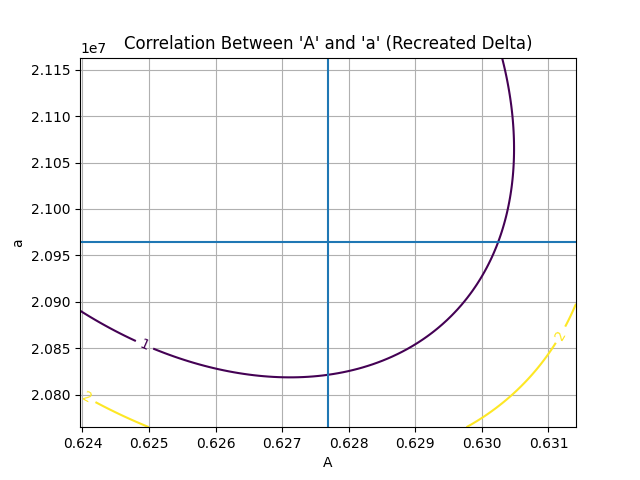 Correlation Between 'A' and 'a' (Recreated Delta)
1e7
2.115
2.110
2.105
2.100
2.095
2.090
2.085
2.080
a
1
2
2
0.624 0.625 0.626 0.627 0.628 0.629 0.630 0.631
A